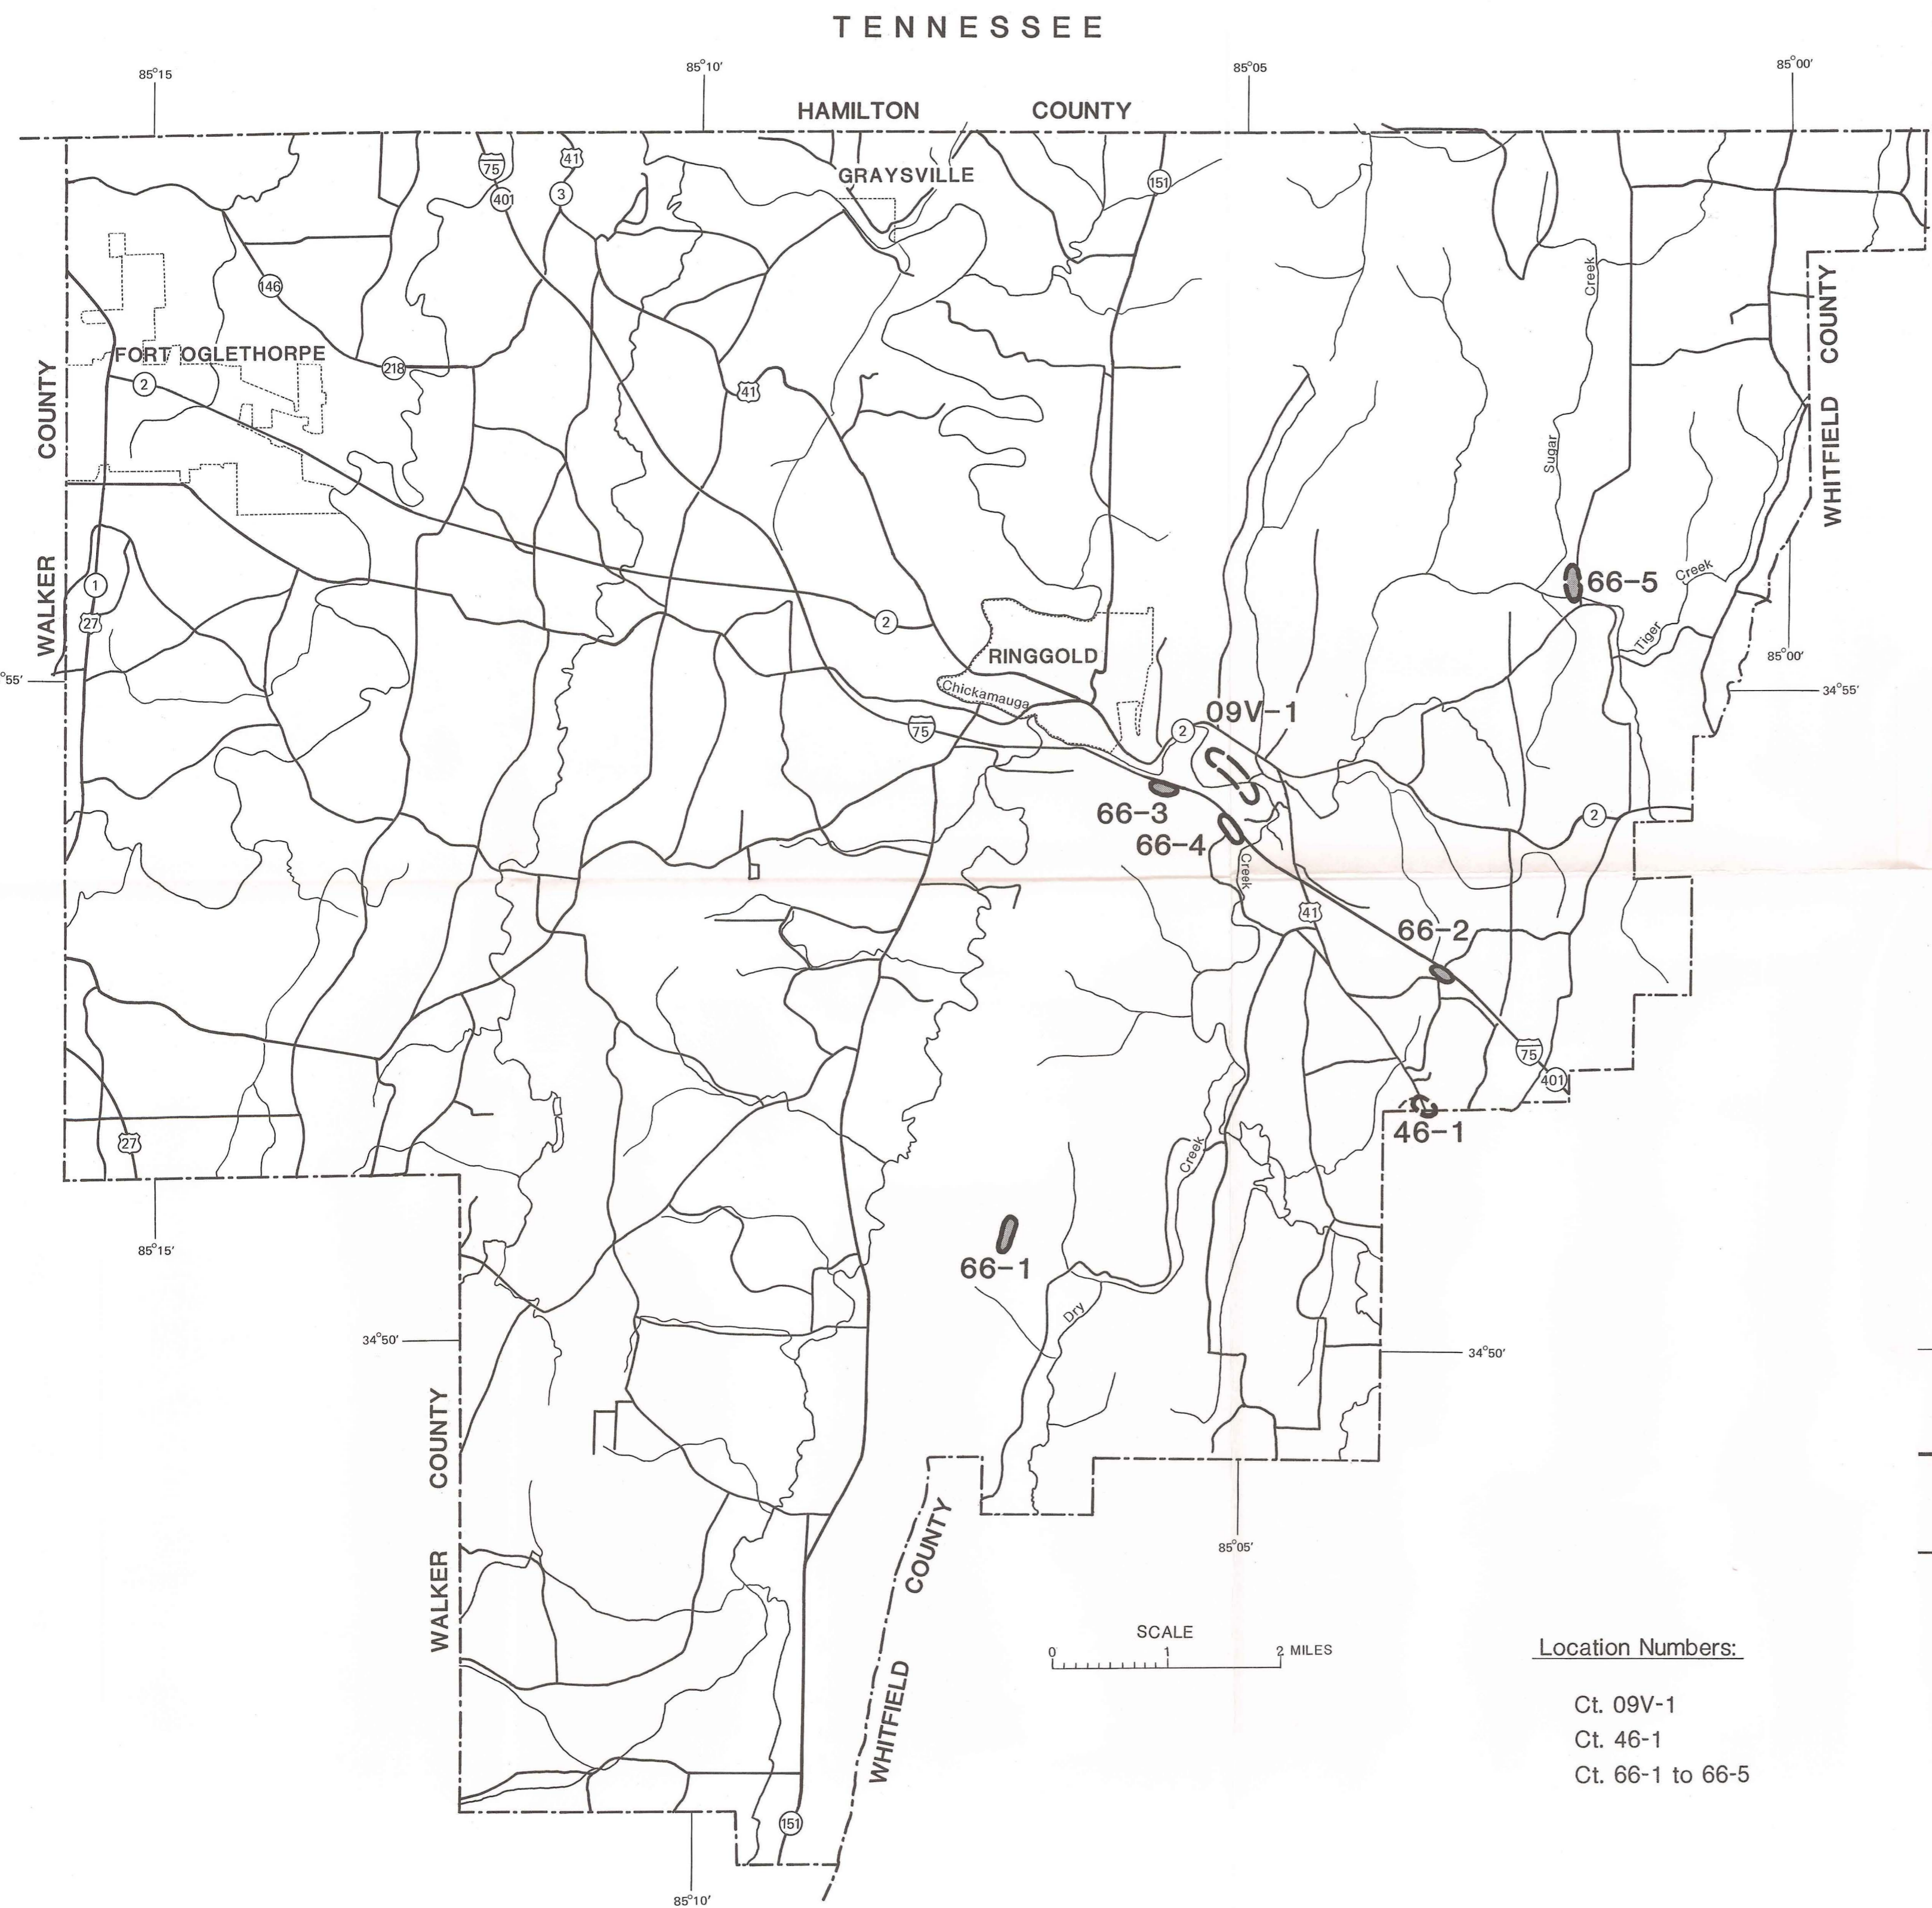 TENNESSEE
85°15
85°10'
85°05
85°00'
HAMILTON COUNTY
75
41
GRAYSVILLE
151
401
3
Creek
COUNTY
146
FORT OGLETHORPE
218
2
41
COUNTY
WHITFIELD
Sugar
WALKER
1
27
2
66-5
Creek
Tiger
RINGGOLD
85°00'
°55'
Chickamauga
34°55'
09V-1
75
2
66-3
66-4
2
Creek
41
66-2
75
401
46-1
27
Creek
85°15'
66-1
Dry
34°50'
34°50'
COUNTY
WALKER
COUNTY
WHITFIELD
85°05'
SCALE
0 1 2 MILES
Location Numbers:
Ct. 09V-1
Ct. 46-1
Ct. 66-1 to 66-5
151
85°10'